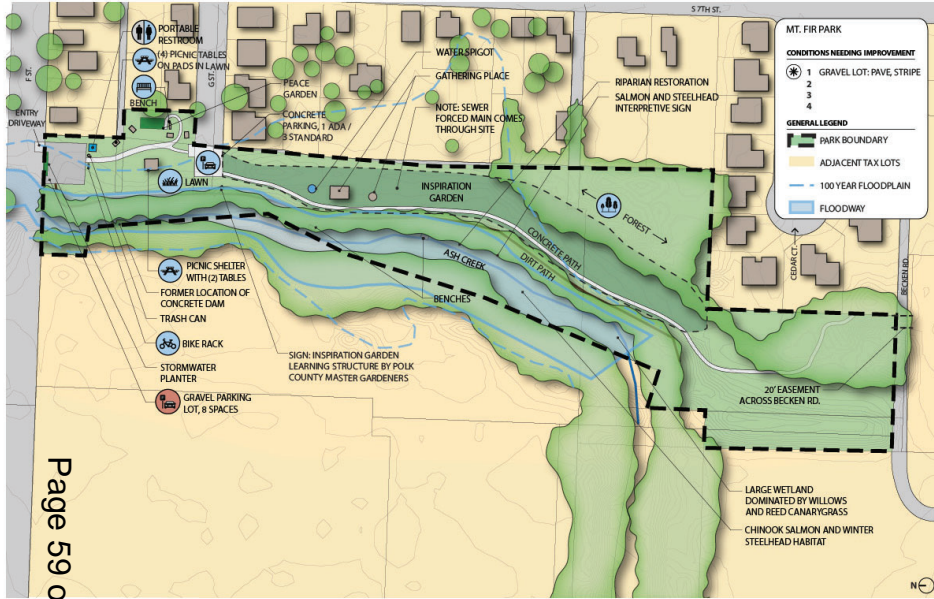 S 7TH ST.
F ST.
G ST.
PORTABLE
RESTROOM
(4) PICNIC TABLES
ON PADS IN LAWN
BENCH
PEACE
GARDEN
CONCRETE
PARKING, 1 ADA /
3 STANDARD
WATER SPIGOT
GATHERING PLACE
NOTE: SEWER
FORCED MAIN COMES
THROUGH SITE
RIPARIAN RESTORATION
SALMON AND STEELHEAD
INTERPRETIVE SIGN
ENTRY
DRIVEWAY
LAWN
INSPIRATION
GARDEN
FOREST
CONCRETE PATH
DIRT PATH
ASH CREEK
BENCHES
CEDAR CT.
BECKEN RD.
PICNIC SHELTER
WITH (2) TABLES
FORMER LOCATION OF
CONCRETE DAM
TRASH CAN
BIKE RACK
STORMWATER
PLANTER
GRAVEL PARKING
LOT, 8 SPACES
SIGN: INSPIRATION GARDEN
LEARNING STRUCTURE BY POLK
COUNTY MASTER GARDENERS
20' EASEMENT
ACROSS BECKEN RD.
LARGE WETLAND
DOMINATED BY WILLOWS
AND REED CANARYGRASS
CHINOOK SALMON AND WINTER
STEELHEAD HABITAT
MT. FIR PARK
CONDITIONS NEEDING IMPROVEMENT
1 GRAVEL LOT: PAVE, STRIPE
2
3
4
GENERAL LEGEND
PARK BOUNDARY
ADJACENT TAX LOTS
100 YEAR FLOODPLAIN
FLOODWAY
N
Page 59 o